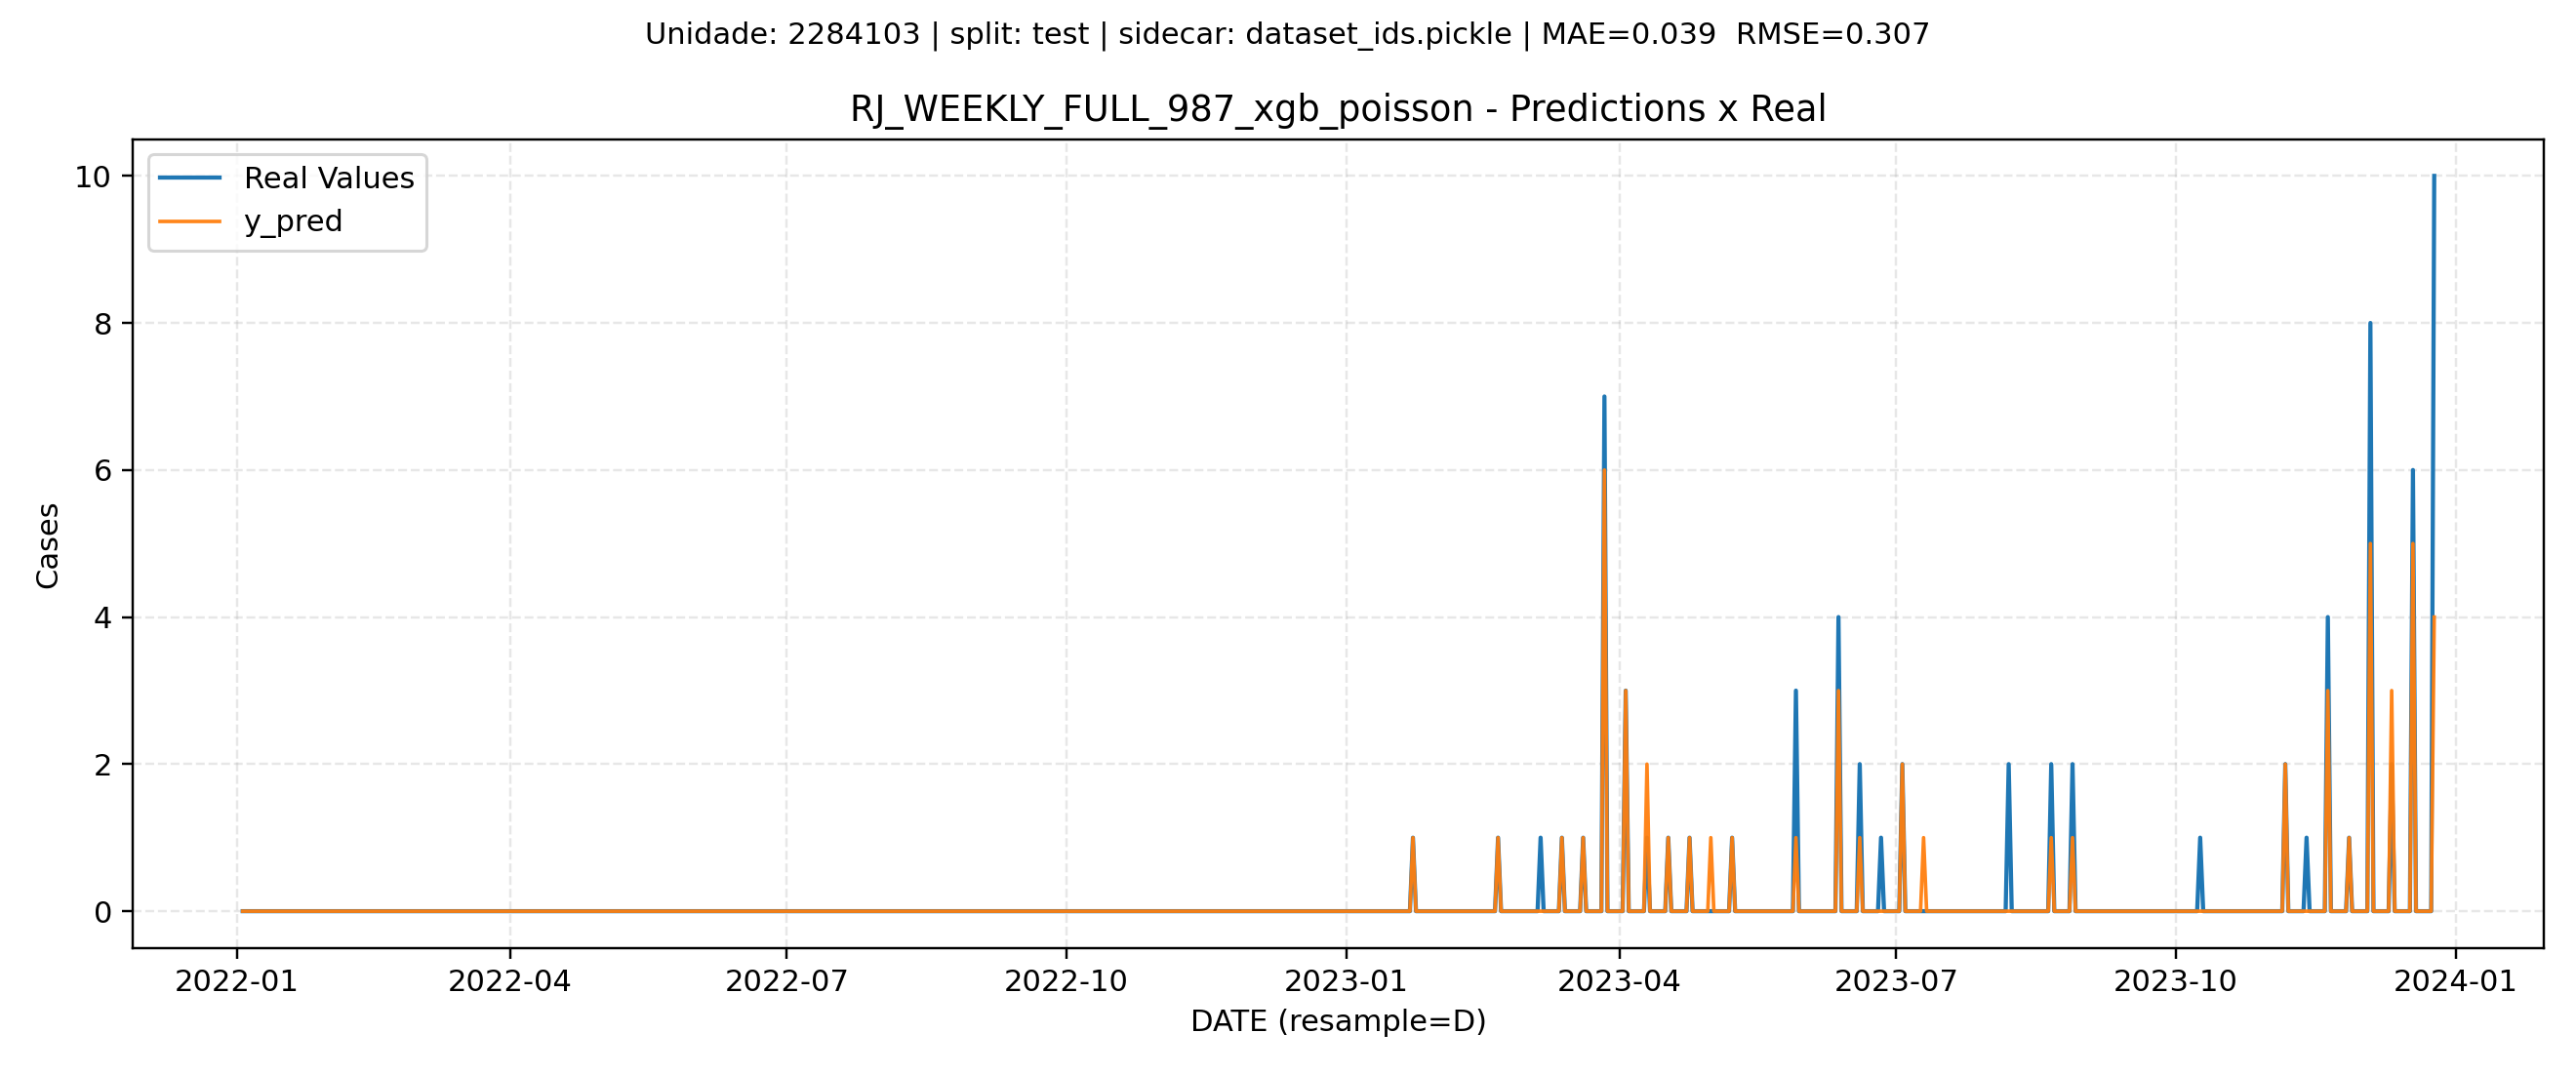 Unidade: 2284103 | split: test | sidecar: dataset_ids.pickle | MAE=0.039  RMSE=0.307
RJ_WEEKLY_FULL_987_xgb_poisson - Predictions x Real
Real Values
y_pred
10
8
6
4
2
0
Cases
2022-01
2022-04
2022-07
2022-10
2023-01
2023-04
2023-07
2023-10
2024-01
DATE (resample=D)